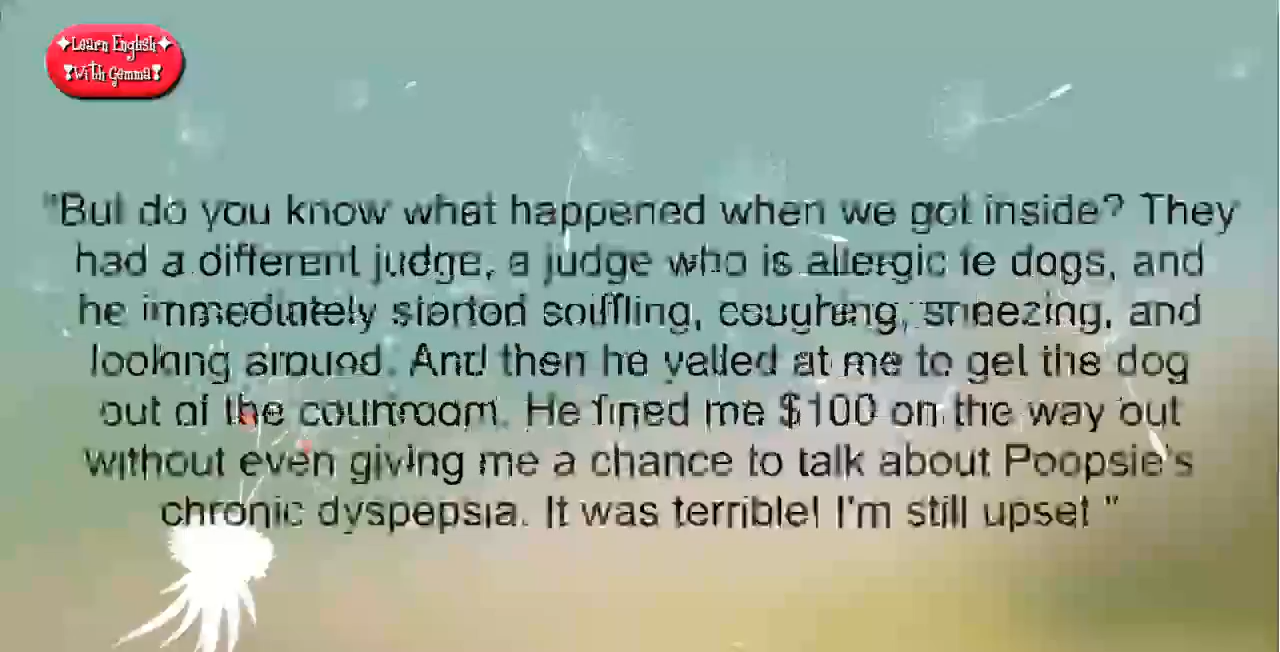 Learn English
With Gemma
"But do you know what happened when we got inside? They
had a different judge, a judge who is allergic to dogs, and
he immediately started sniffling, coughing, sneezing, and
looking around. And then he yelled at me to get the dog
out of the courtroom. He fined me $100 on the way out
without even giving me a chance to talk about Poopsie's
chronic dyspepsia. It was terrible! I'm still upset."